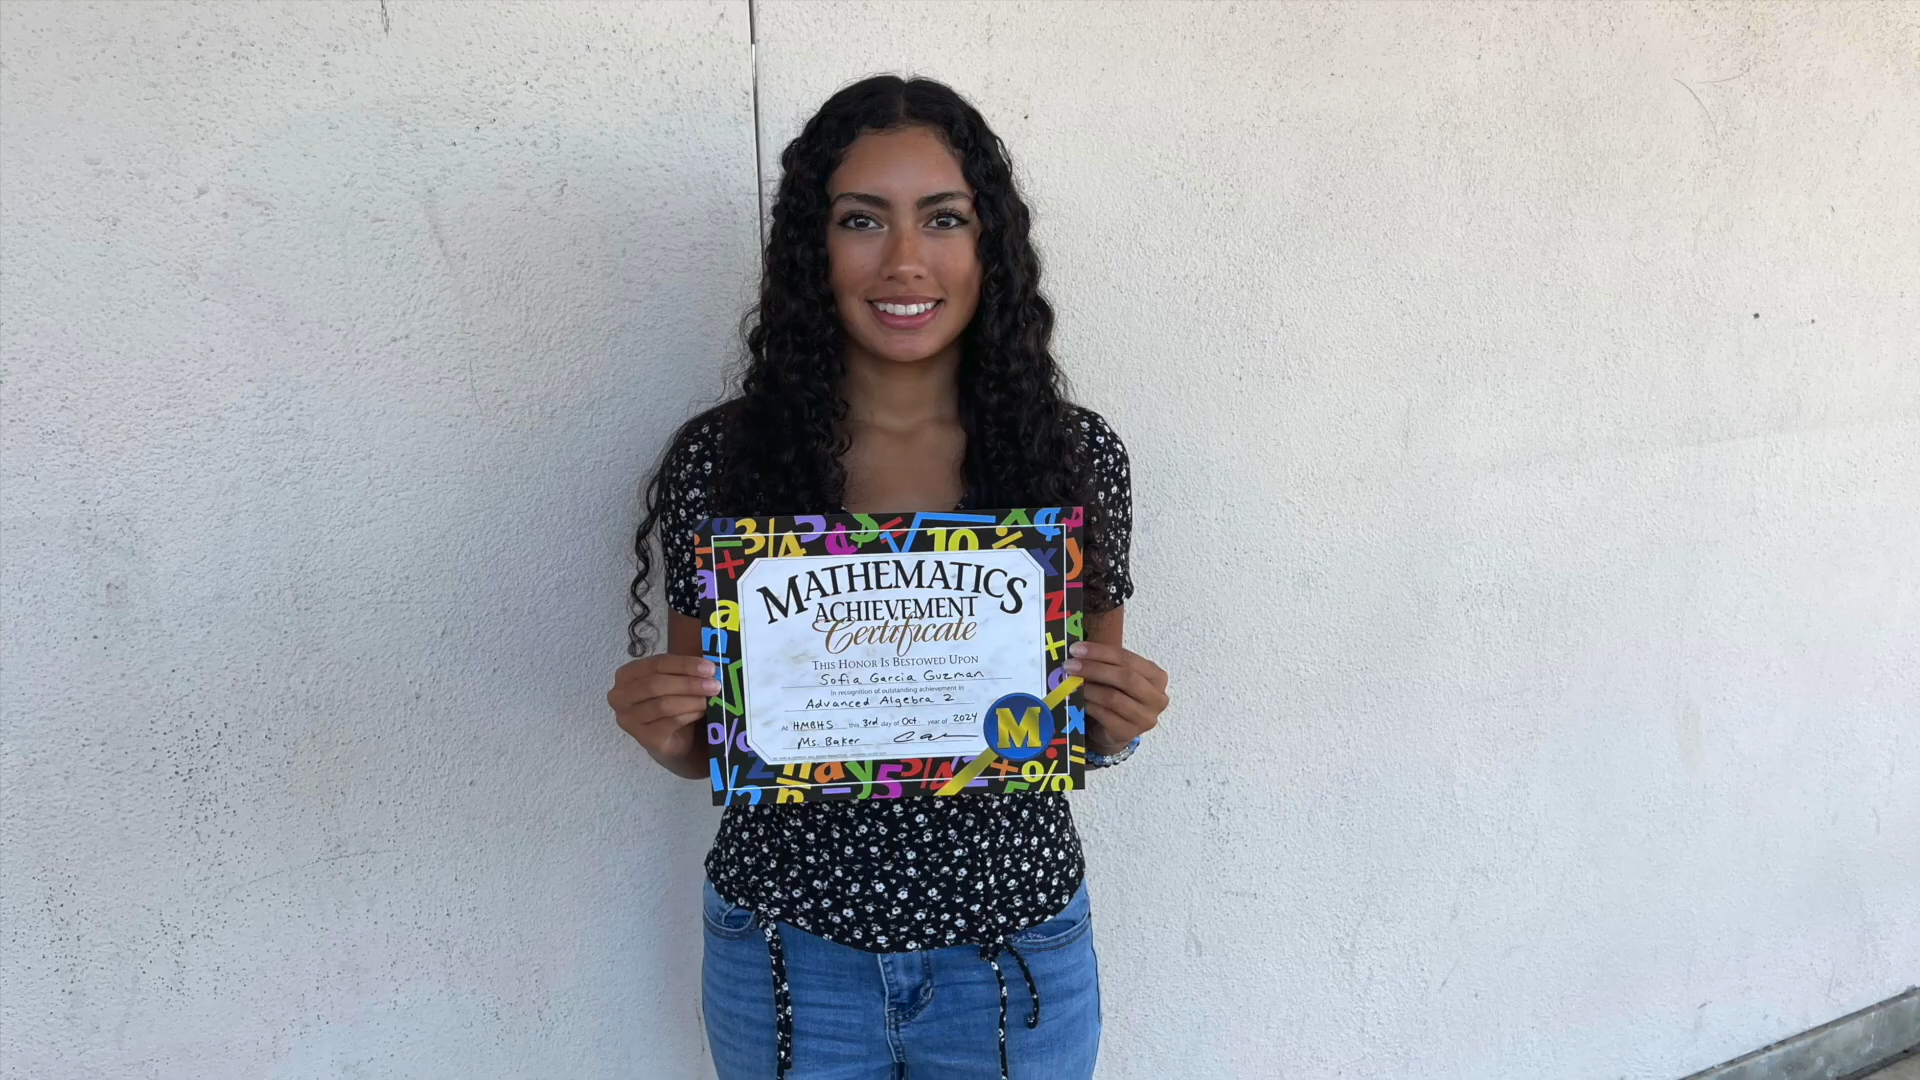 MATHEMATICS
ACHIEVEMENT
Certificate
THIS HONOR IS BESTOWED UPON
Sofia Garcia Guzman
in recognition of outstanding achievement in
Advanced Algebra 2
At HMBHS this 3rd day of Oct. year of 2024
Ms. Baker
M